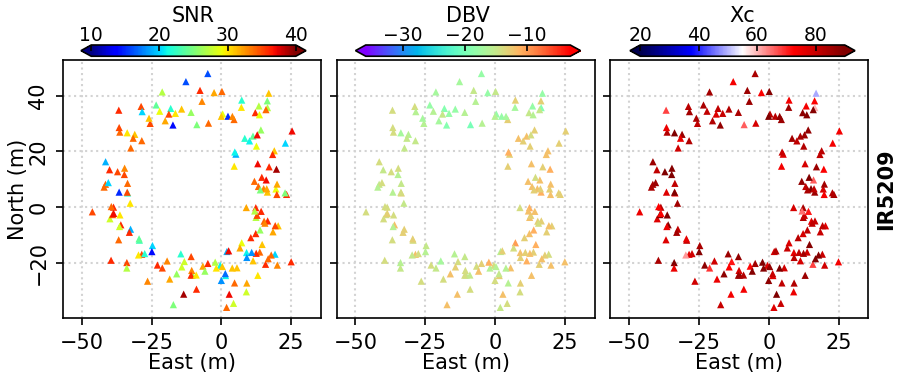 SNR DBV Xc
10 20 30 40 −30 −20 −10 20 40 60 80
40
20
0
−20
North (m)
IR5209
−50 −25 0 25 −50 −25 0 25 −50 −25 0 25
East (m) East (m) East (m)